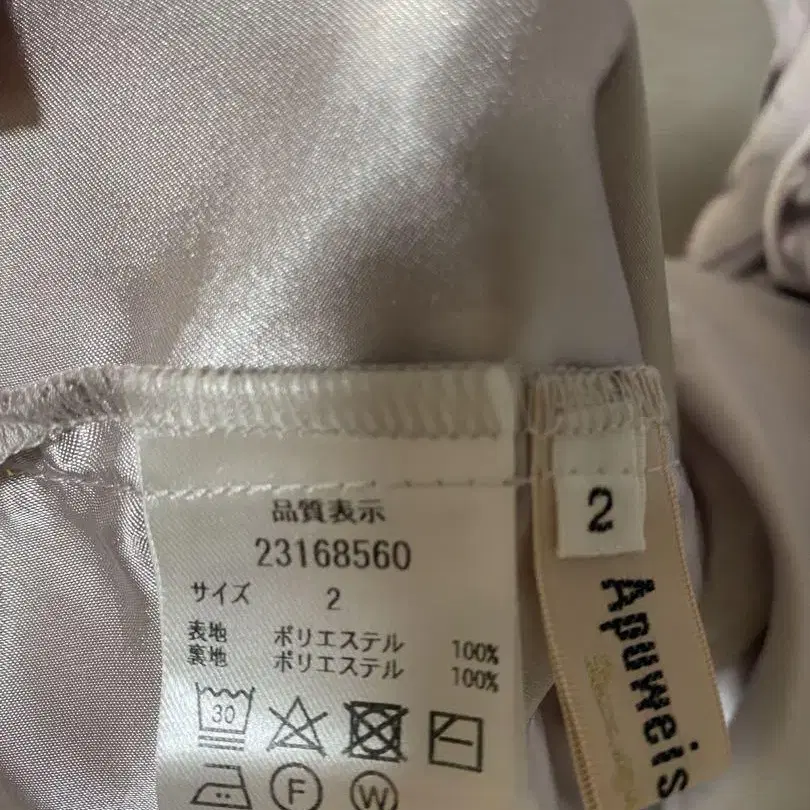 品質表示
23168560
サイズ 2
表地 ポリエステル 100%
裏地 ポリエステル 100%
30
F
W
2
Apuweis